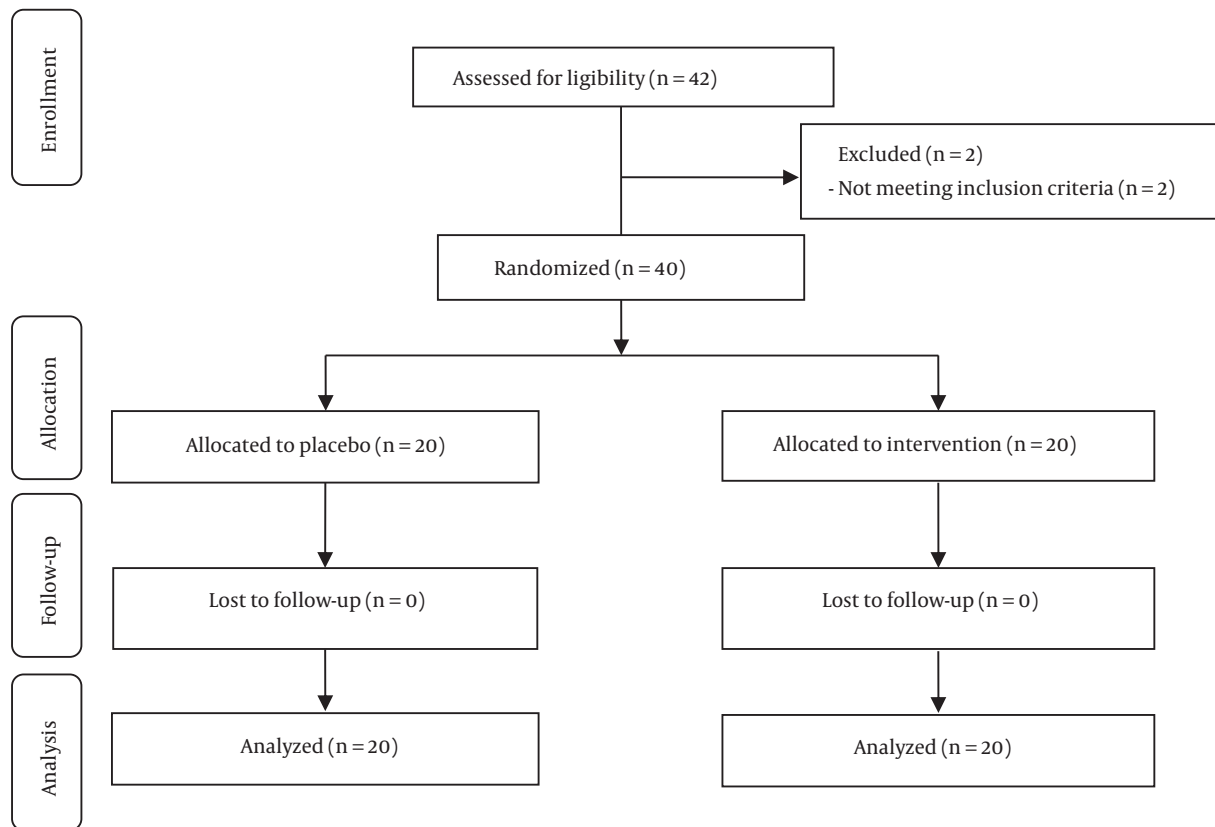 Enrollment
Assessed for ligibility (n = 42)
Excluded (n = 2)
- Not meeting inclusion criteria (n = 2)
Randomized (n = 40)
Allocation
Allocated to placebo (n = 20)
Allocated to intervention (n = 20)
Follow-up
Lost to follow-up (n = 0)
Lost to follow-up (n = 0)
Analysis
Analyzed (n = 20)
Analyzed (n = 20)